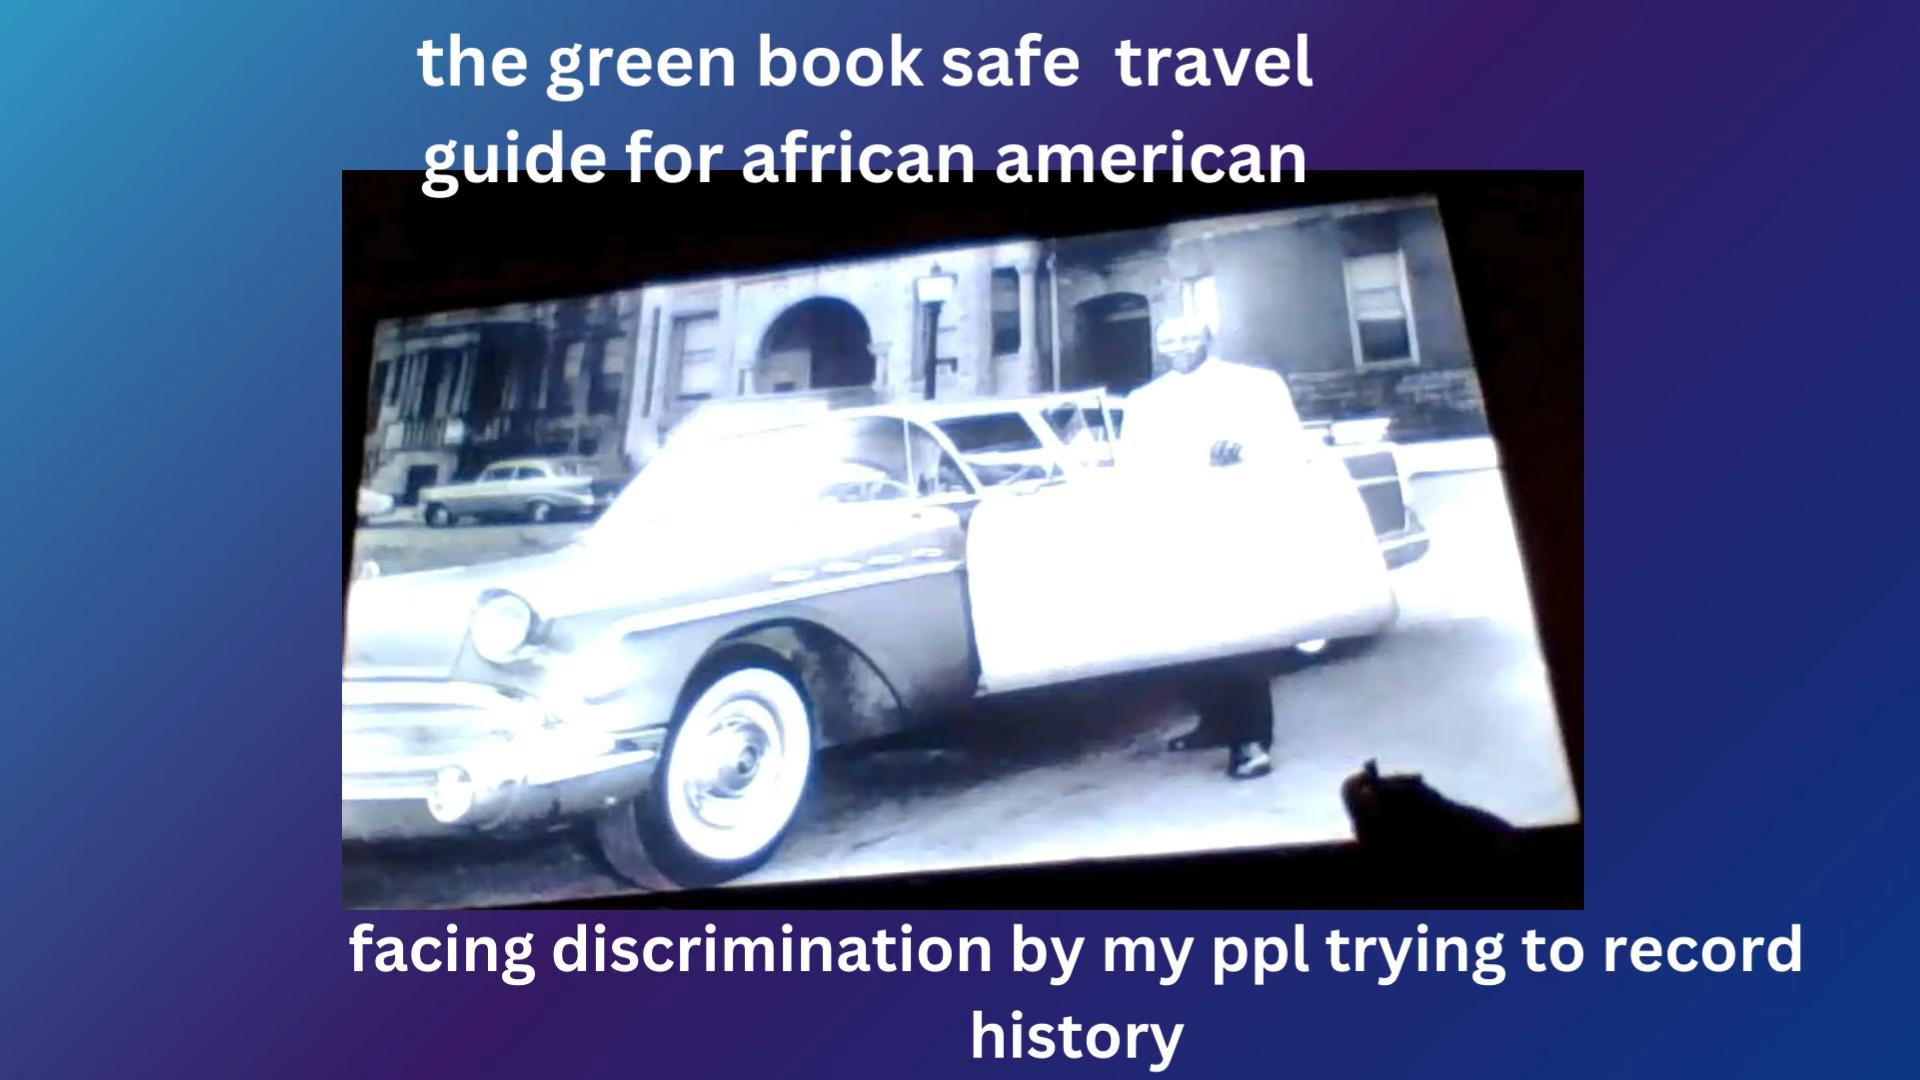 the green book safe  travel
guide for african american
facing discrimination by my ppl trying to record
history